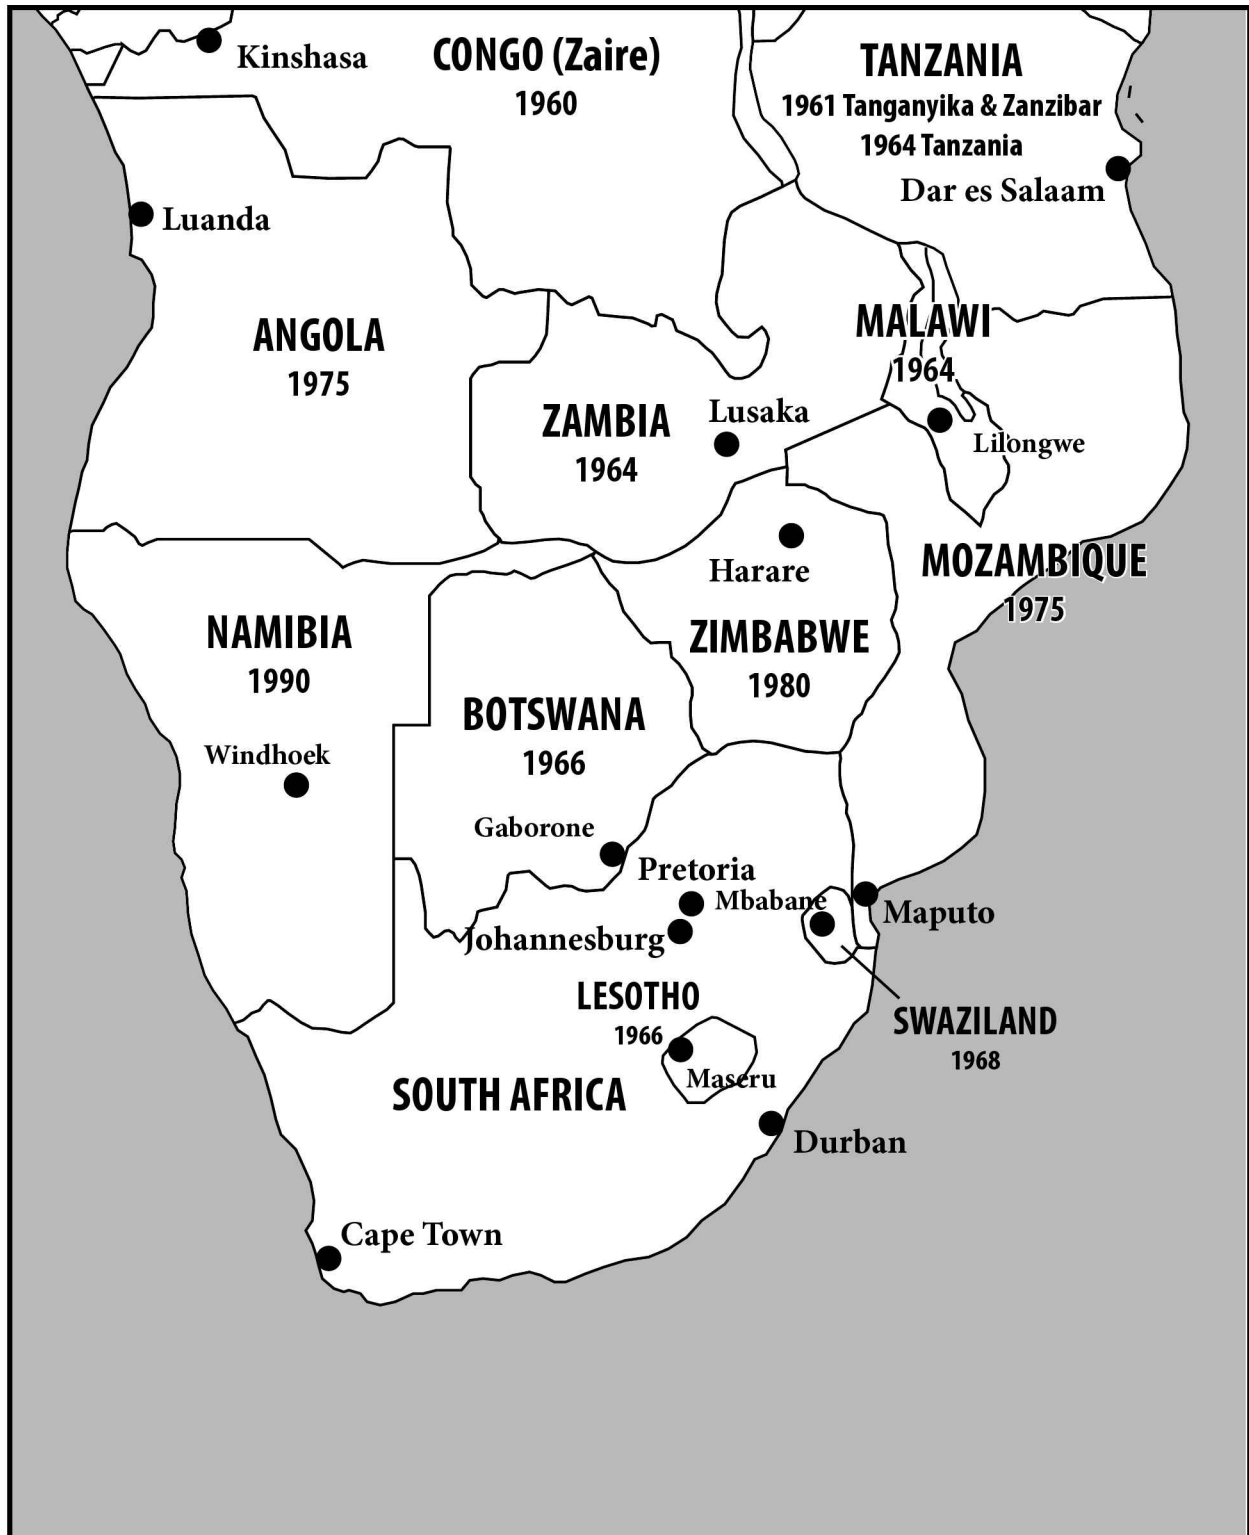 Kinshasa
CONGO (Zaire)
1960
TANZANIA
1961 Tanganyika & Zanzibar
1964 Tanzania
Dar es Salaam
Luanda
ANGOLA
1975
MALAWI
1964
ZAMBIA
1964
Lusaka
Lilongwe
Harare
MOZAMBIQUE
1975
NAMIBIA
1990
ZIMBABWE
1980
BOTSWANA
1966
Windhoek
Gaborone
Pretoria
Mbabane
Maputo
Johannesburg
LESOTHO
1966
SWAZILAND
1968
Maseru
SOUTH AFRICA
Durban
Cape Town